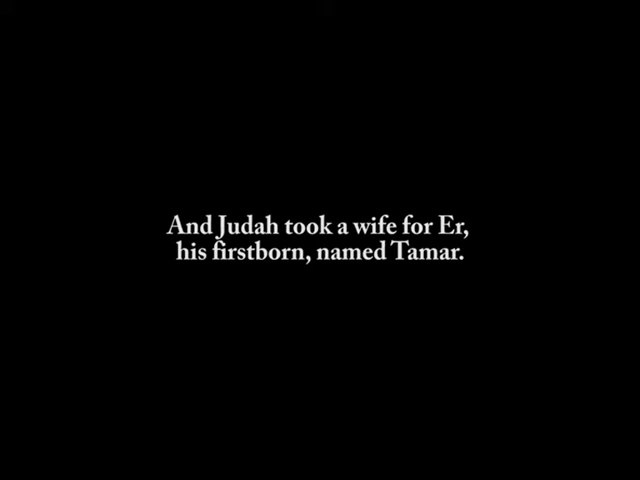 And Judah took a wife for Er,
his firstborn, named Tamar.